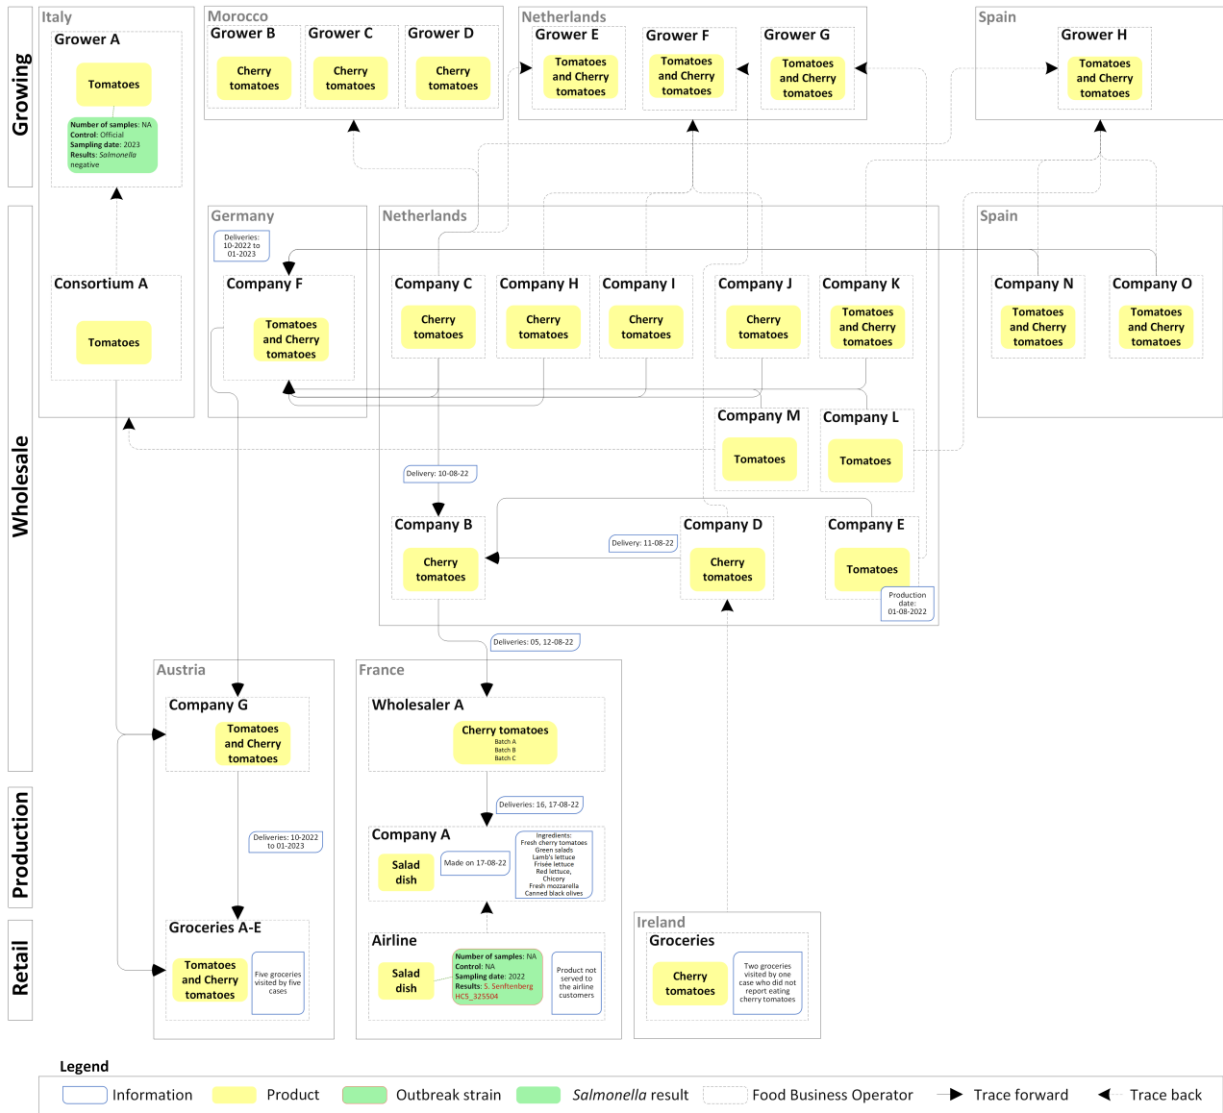 Growing
Italy
Grower A
Tomatoes
Number of samples: NA
Control: Official
Sampling date: 2023
Results: Salmonella
negative
Morocco
Grower B
Cherry
tomatoes
Grower C
Cherry
tomatoes
Grower D
Cherry
tomatoes
Netherlands
Grower E
Tomatoes
and Cherry
tomatoes
Grower F
Tomatoes
and Cherry
tomatoes
Grower G
Tomatoes
and Cherry
tomatoes
Spain
Grower H
Tomatoes
and Cherry
tomatoes
Wholesale
Consortium A
Tomatoes
Germany
Deliveries:
10-2022 to
01-2023
Company F
Tomatoes
and Cherry
tomatoes
Netherlands
Company C
Cherry
tomatoes
Company H
Cherry
tomatoes
Company I
Cherry
tomatoes
Company J
Cherry
tomatoes
Company K
Tomatoes
and Cherry
tomatoes
Spain
Company N
Tomatoes
and Cherry
tomatoes
Company O
Tomatoes
and Cherry
tomatoes
Company M
Tomatoes
Company L
Tomatoes
Delivery: 10-08-22
Company B
Cherry
tomatoes
Delivery: 11-08-22
Company D
Cherry
tomatoes
Company E
Tomatoes
Production
date:
01-08-2022
Deliveries: 05, 12-08-22
Austria
Company G
Tomatoes
and Cherry
tomatoes
France
Wholesaler A
Cherry tomatoes
Batch A
Batch B
Batch C
Production
Deliveries: 10-2022
to 01-2023
Deliveries: 16, 17-08-22
Company A
Salad
dish
Made on 17-08-22
Ingredients:
Fresh cherry tomatoes
Green salads
Lamb's lettuce
Frisée lettuce
Red lettuce,
Chicory
Fresh mozzarella
Canned black olives
Retail
Groceries A-E
Tomatoes
and Cherry
tomatoes
Five groceries
visited by five
cases
Airline
Salad
dish
Number of samples: NA
Control: NA
Sampling date: 2022
Results: S. Senftenberg
HC5_325504
Product not
served to
the airline
customers
Ireland
Groceries
Cherry
tomatoes
Two groceries
visited by one
case who did not
report eating
cherry tomatoes
Legend
Information
Product
Outbreak strain
Salmonella result
Food Business Operator
Trace forward
Trace back